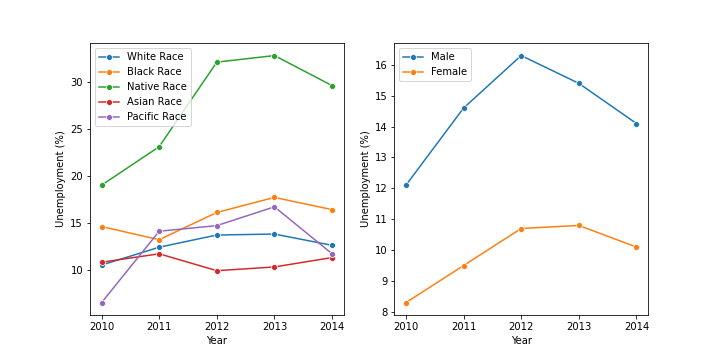 White Race
Black Race
Native Race
Asian Race
Pacific Race
30
25
20
15
10
Unemployment (%)
2010 2011 2012 2013 2014
Year
Male
Female
16
15
14
13
12
11
10
9
8
Unemployment (%)
2010 2011 2012 2013 2014
Year